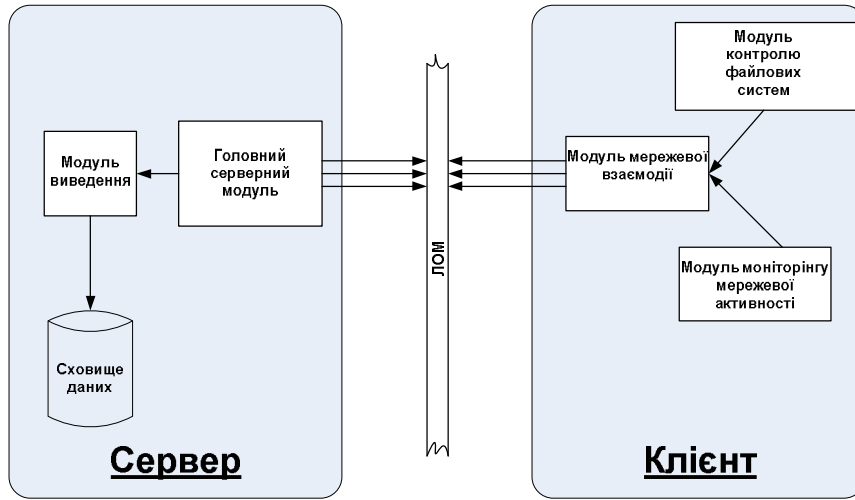 Модуль
контролю
файлових
систем
Головний
серверний
модуль
Модуль
виведення
Модуль мережевої
взаємодії
ЛОМ
Модуль моніторінгу
мережевої
активності
Сховище
даних
Сервер
Клієнт